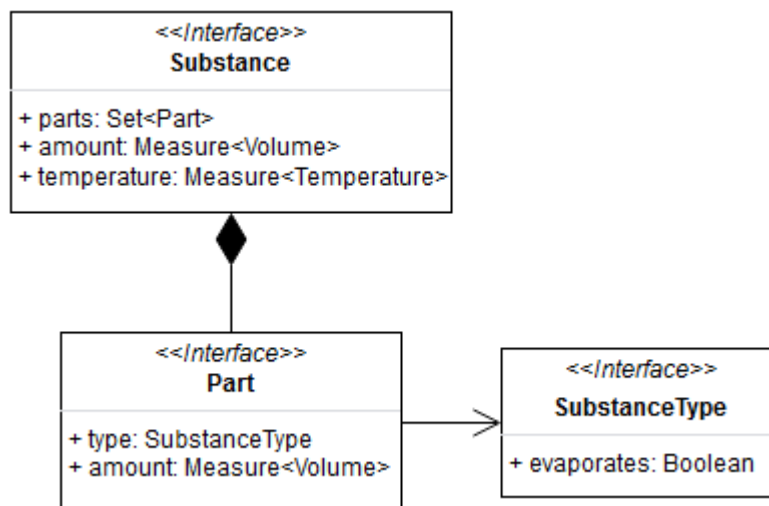 <<Interface>>
Substance
+ parts: Set<Part>
+ amount: Measure<Volume>
+ temperature: Measure<Temperature>
<<Interface>>
Part
+ type: SubstanceType
+ amount: Measure<Volume>
<<Interface>>
SubstanceType
+ evaporates: Boolean